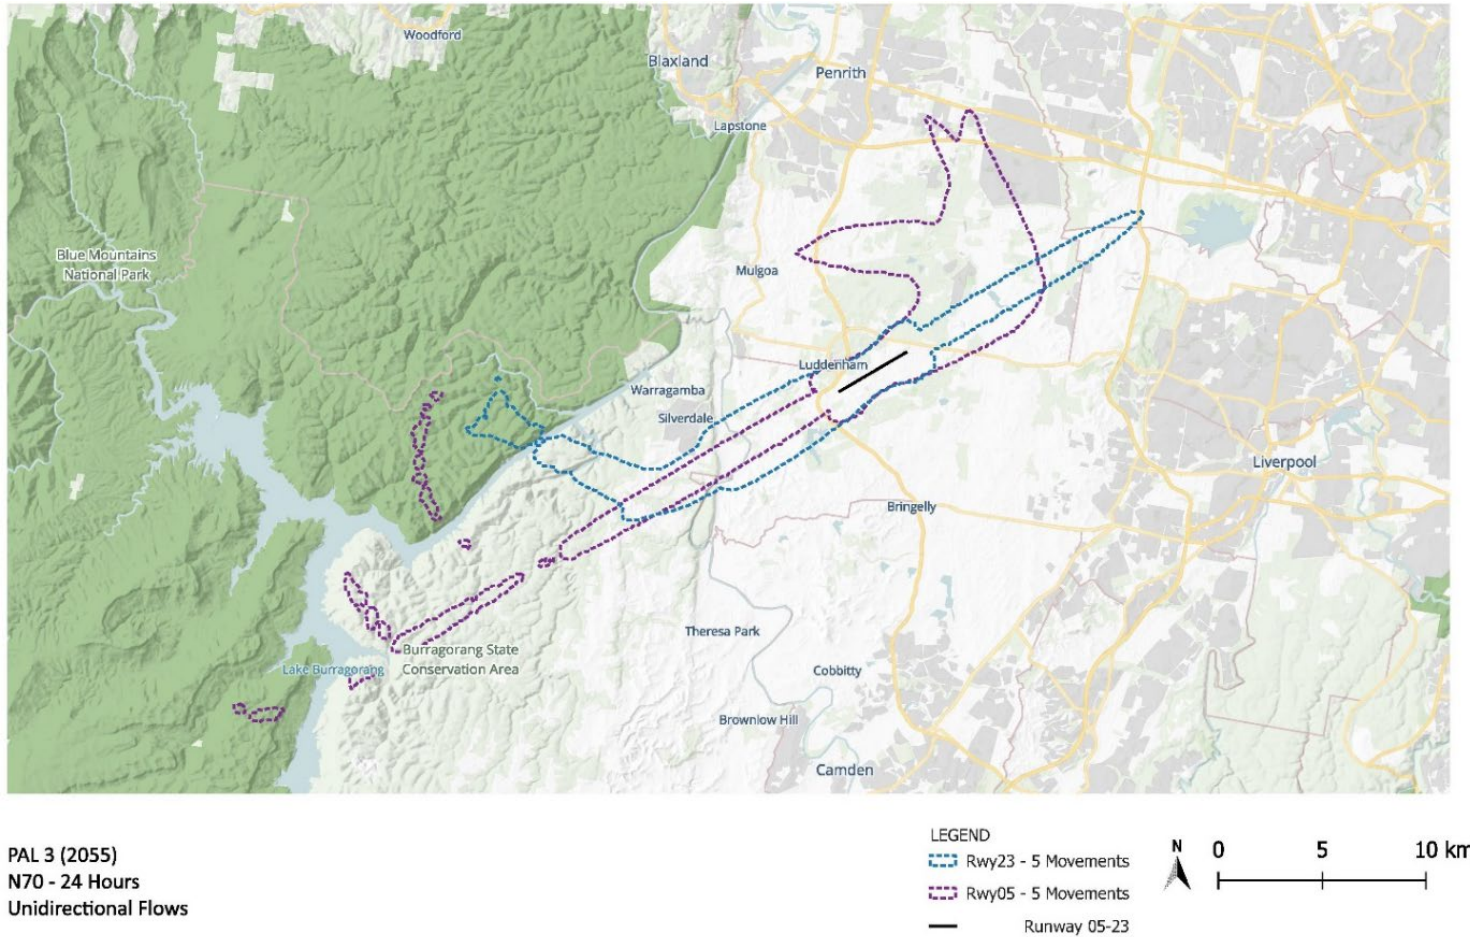 Woodford
Blaxland
Penrith
Lapstone
Blue Mountains
National Park
Mulgoa
Luddenham
Warragamba
Silverdale
Liverpool
Bringelly
Theresa Park
Burragorang State
Conservation Area
Lake Burragorang
Cobbitty
Brownlow Hill
Camden
PAL 3 (2055)
N70 - 24 Hours
Unidirectional Flows
LEGEND
Rwy23 - 5 Movements
Rwy05 - 5 Movements
Runway 05-23
N
0 5 10 km